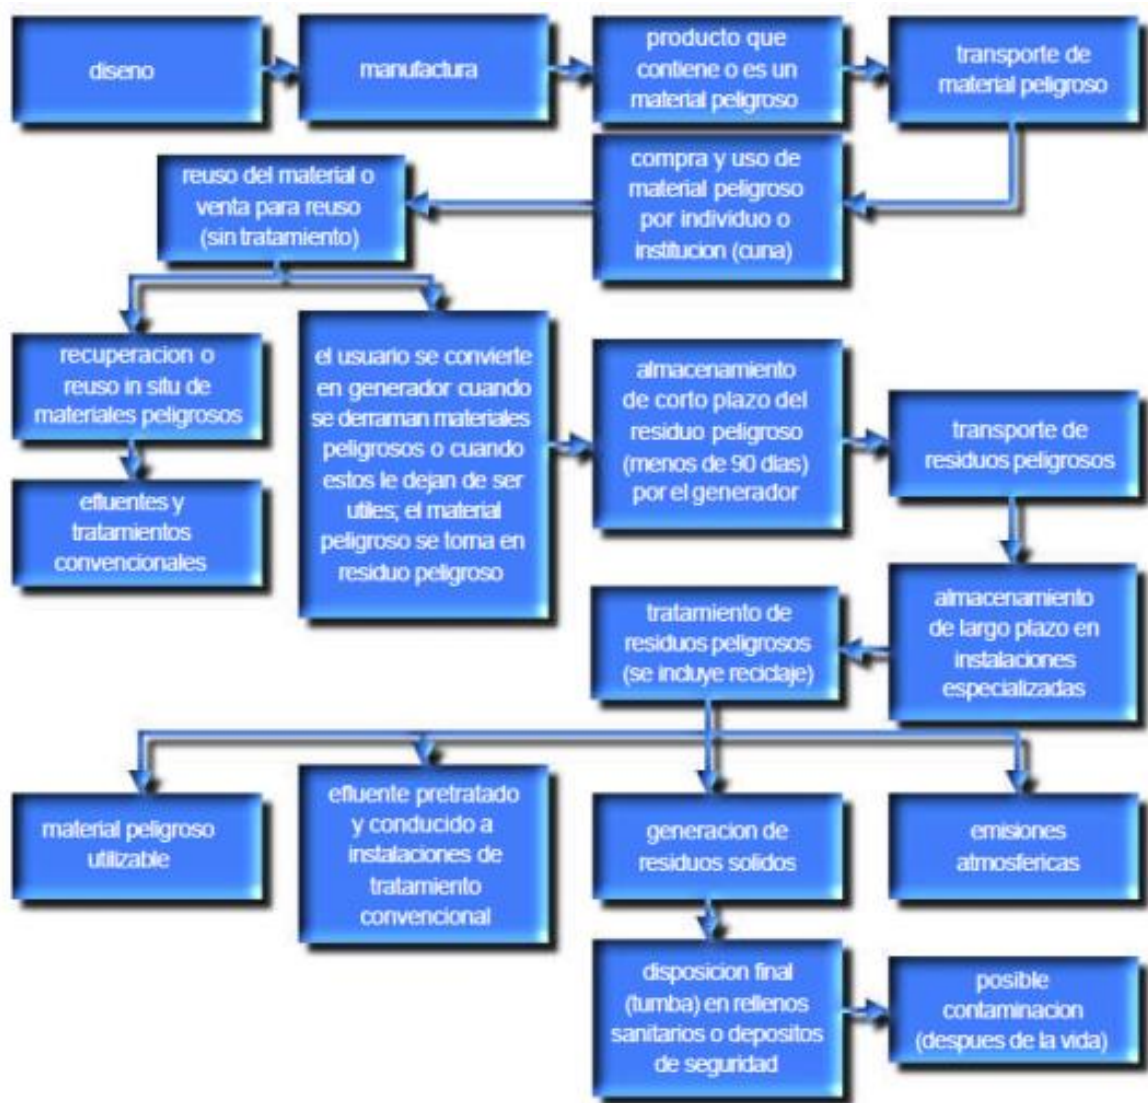 diseno
manufactura
producto que
contiene o es un
material peligroso
transporte de
material peligroso
reuso del material o
venta para reuso
(sin tratamiento)
compra y uso de
material peligroso
por individuo o
institucion (cuna)
recuperacion o
reuso in situ de
materiales peligrosos
el usuario se convierte
en generador cuando
se derraman materiales
peligrosos o cuando
estos le dejan de ser
utiles; el material
peligroso se torna en
residuo peligroso
almacenamiento
de corto plazo del
residuo peligroso
(menos de 90 dias)
por el generador
transporte de
residuos peligrosos
efluentes y
tratamientos
convencionales
tratamiento de
residuos peligrosos
(se incluye reciclaje)
almacenamiento
de largo plazo en
instalaciones
especializadas
material peligroso
utilizable
efluente pretratado
y conducido a
instalaciones de
tratamiento
convencional
generacion de
residuos solidos
emisiones
atmosfericas
disposicion final
(tumba) en rellenos
sanitarios o depositos
de seguridad
posible
contaminacion
(despues de la vida)